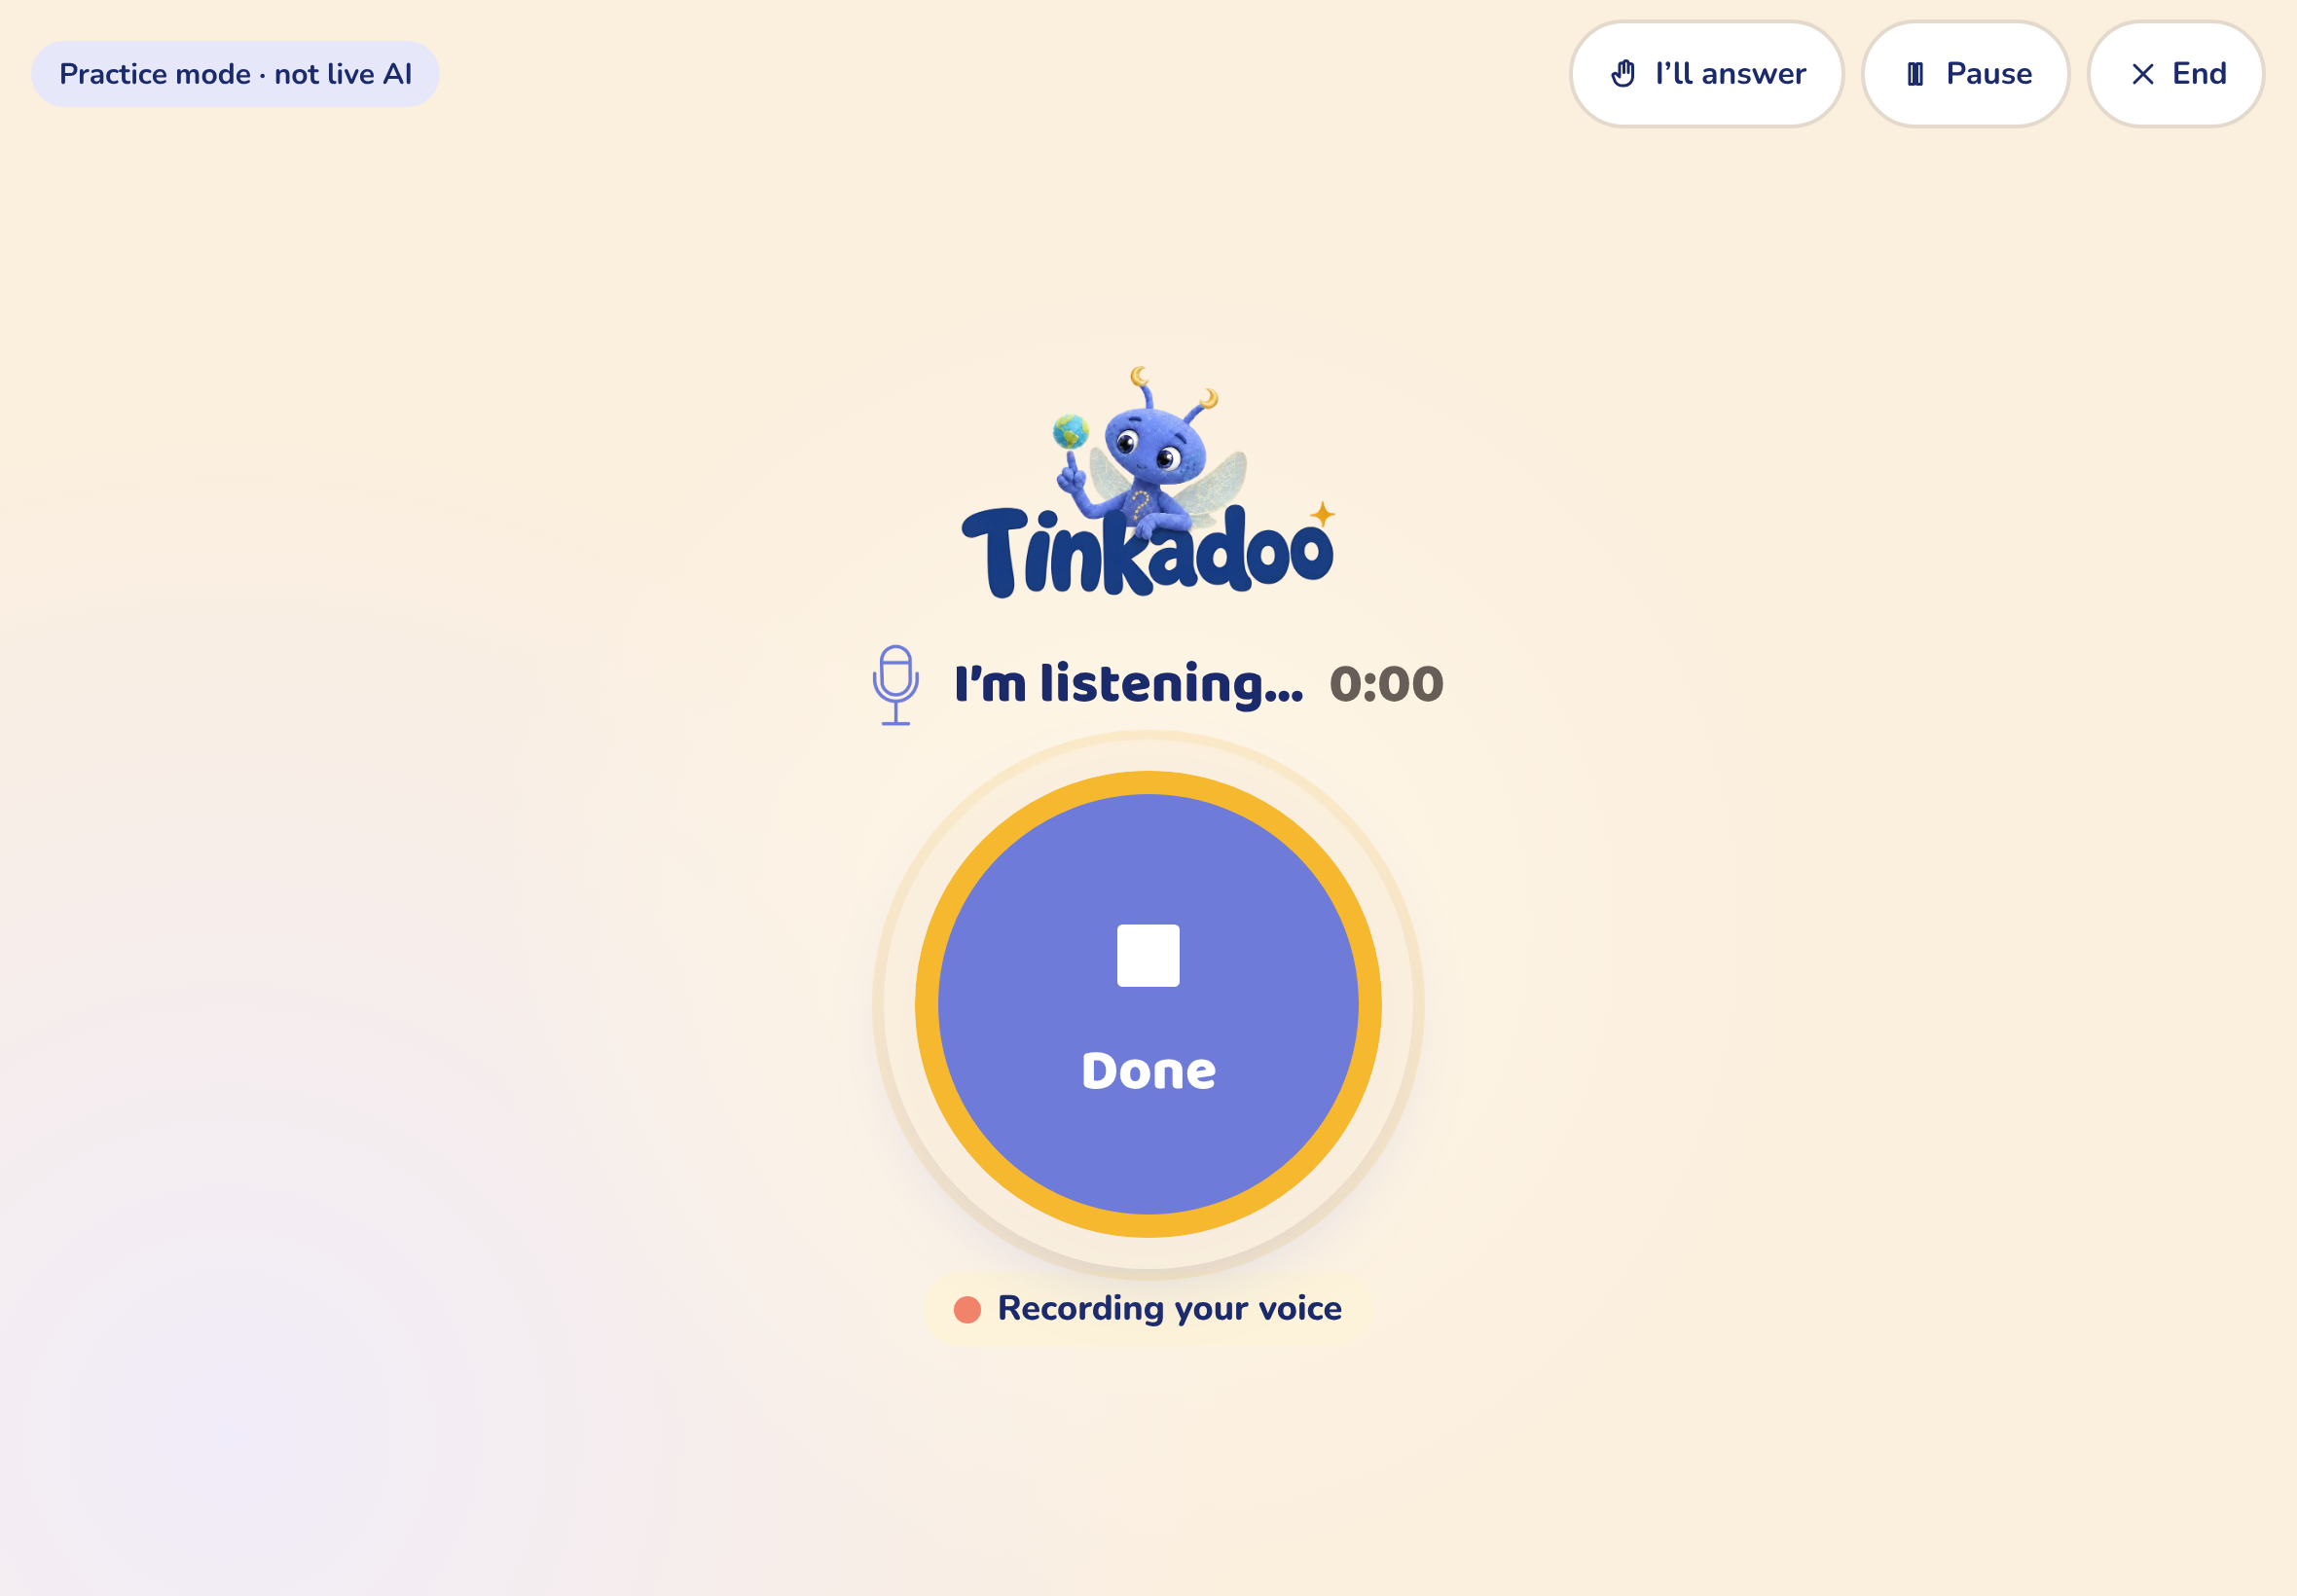 Practice mode · not live AI
I’ll answer
Pause
End
Tinkadoo
I’m listening... 0:00
Done
Recording your voice